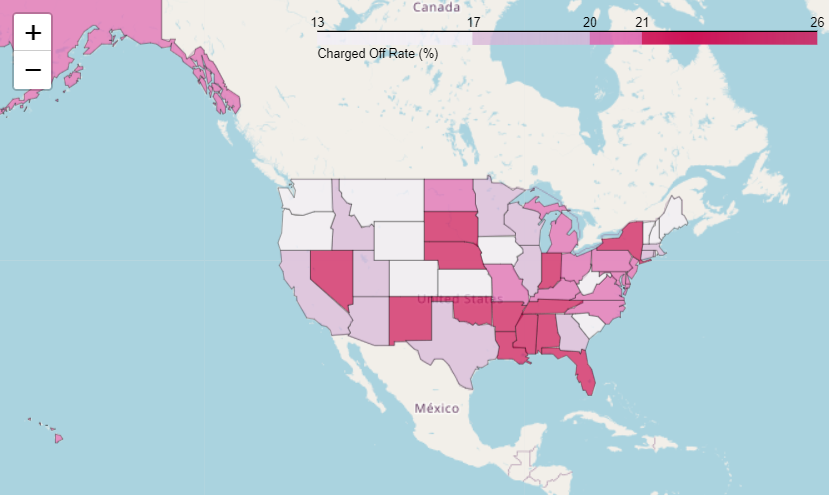 Canada
+
−
13 17 20 21 26
Charged Off Rate (%)
United States
México